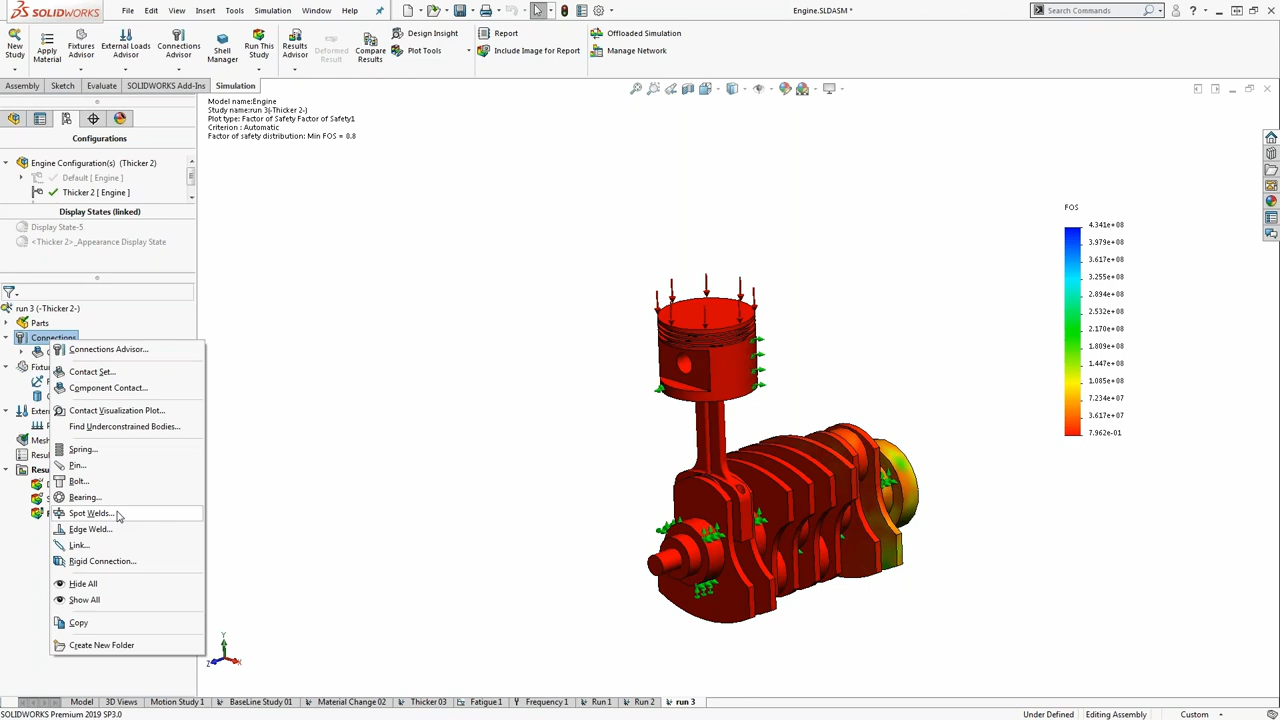 SOLIDWORKS
File
Edit
View
Insert
Tools
Simulation
Window
Help
Engine.SLDASM *
Search Commands
New Study
Apply Material
Fixtures Advisor
External Loads Advisor
Connections Advisor
Shell Manager
Run This Study
Results Advisor
Deformed Result
Compare Results
Design Insight
Plot Tools
Report
Include Image for Report
Offloaded Simulation
Manage Network
Assembly
Sketch
Evaluate
SOLIDWORKS Add-Ins
Simulation
Configurations
Engine Configuration(s) (Thicker 2)
Default [ Engine ]
Thicker 2 [ Engine ]
Display States (linked)
Display State-5
<Thicker 2>_Appearance Display State
run 3 (-Thicker 2-)
Parts
Connections
Connections Advisor...
Contact Set...
Component Contact...
Contact Visualization Plot...
Find Underconstrained Bodies...
Spring...
Pin...
Bolt...
Bearing...
Spot Welds...
Edge Weld...
Link...
Rigid Connection...
Hide All
Show All
Copy
Create New Folder
Model name:Engine
Study name:run 3(-Thicker 2-)
Plot type: Factor of Safety Factor of Safety1
Criterion : Automatic
Factor of safety distribution: Min FOS = 0.8
FOS
4.341e+08
3.979e+08
3.617e+08
3.255e+08
2.894e+08
2.532e+08
2.170e+08
1.809e+08
1.447e+08
1.085e+08
7.234e+07
3.617e+07
7.962e-01
Y
Z
X
Model
3D Views
Motion Study 1
BaseLine Study 01
Material Change 02
Thicker 03
Fatigue 1
Frequency 1
Run 1
Run 2
run 3
SOLIDWORKS Premium 2019 SP3.0
Under Defined
Editing Assembly
Custom